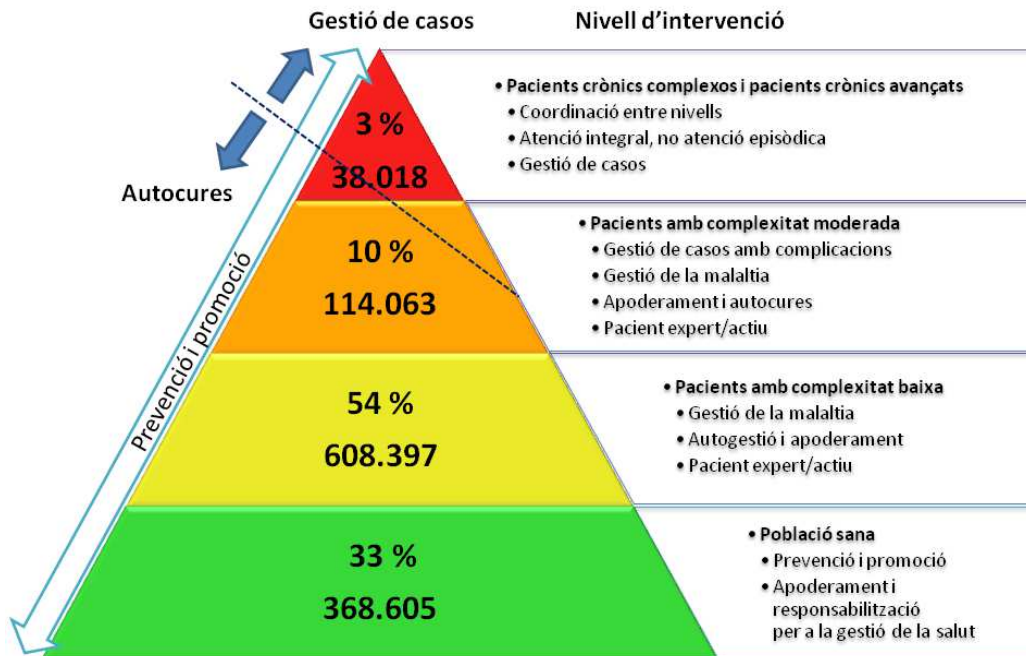 Gestió de casos
Nivell d’intervenció
Autocures
Prevenció i promoció
3 %
38.018
• Pacients crònics complexos i pacients crònics avançats
• Coordinació entre nivells
• Atenció integral, no atenció episòdica
• Gestió de casos
10 %
114.063
• Pacients amb complexitat moderada
• Gestió de casos amb complicacions
• Gestió de la malaltia
• Apoderament i autocures
• Pacient expert/actiu
54 %
608.397
• Pacients amb complexitat baixa
• Gestió de la malaltia
• Autogestió i apoderament
• Pacient expert/actiu
33 %
368.605
• Població sana
• Prevenció i promoció
• Apoderament i
responsabilització
per a la gestió de la salut